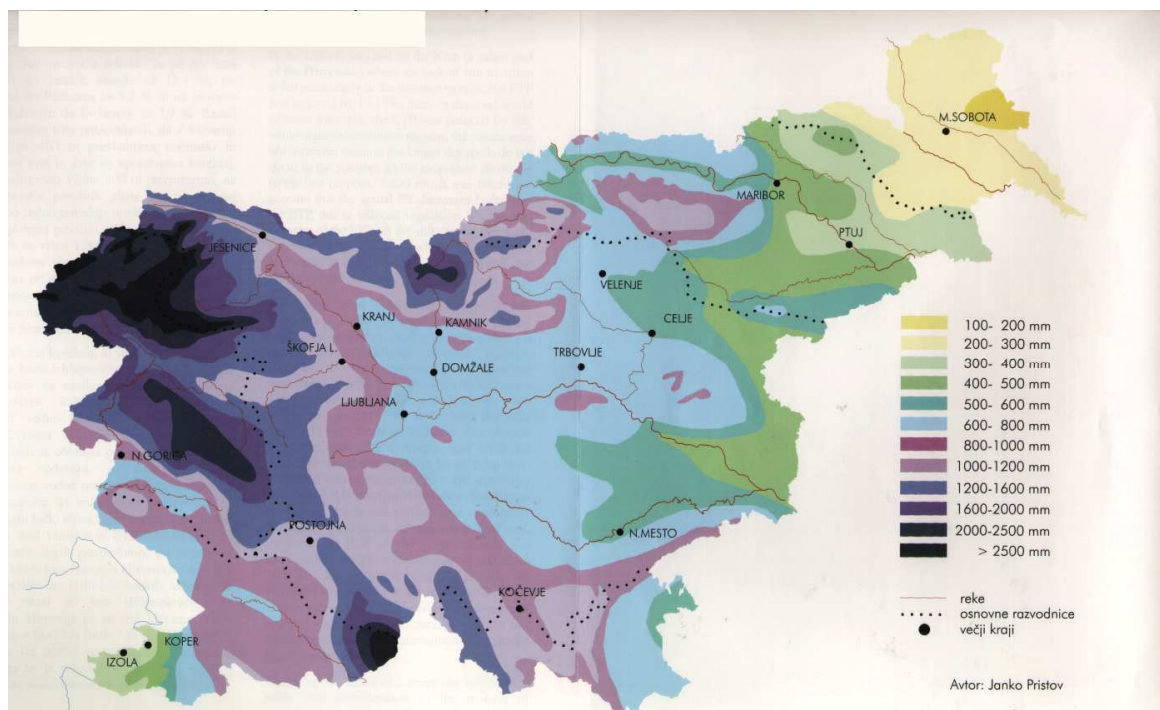 M.SOBOTA
MARIBOR
PTUJ
JESENICE
VELENJE
KRANJ
KAMNIK
CELJE
ŠKOFJA L.
DOMŽALE
TRBOVLJE
LJUBLJANA
N.GORICA
POSTOJNA
N.MESTO
KOČEVJE
KOPER
IZOLA
100- 200 mm
200- 300 mm
300- 400 mm
400- 500 mm
500- 600 mm
600- 800 mm
800-1000 mm
1000-1200 mm
1200-1600 mm
1600-2000 mm
2000-2500 mm
> 2500 mm
reke
osnovne razvodnice
večji kraji
Avtor: Janko Pristov